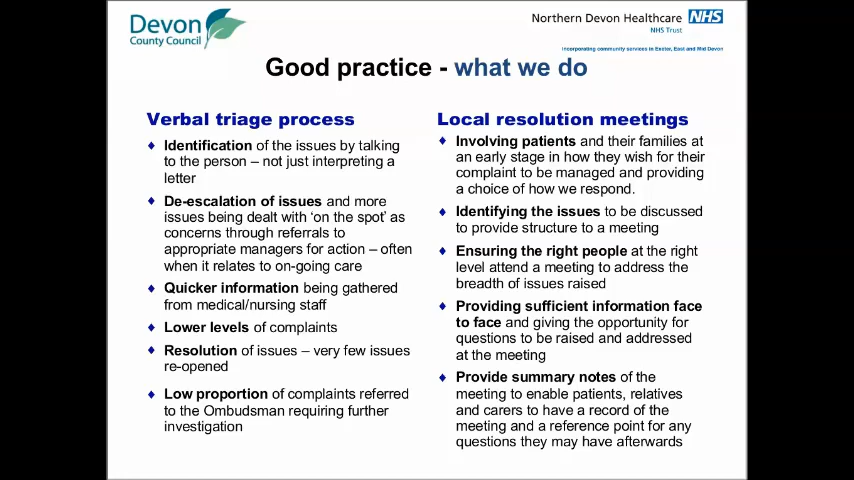 Devon
County Council
Northern Devon Healthcare NHS
NHS Trust
Incorporating community services in Exeter, East and Mid Devon
Good practice - what we do
Verbal triage process
♦ Identification of the issues by talking
to the person – not just interpreting a
letter
♦ De-escalation of issues and more
issues being dealt with ‘on the spot’ as
concerns through referrals to
appropriate managers for action – often
when it relates to on-going care
♦ Quicker information being gathered
from medical/nursing staff
♦ Lower levels of complaints
♦ Resolution of issues – very few issues
re-opened
♦ Low proportion of complaints referred
to the Ombudsman requiring further
investigation
Local resolution meetings
♦ Involving patients and their families at
an early stage in how they wish for their
complaint to be managed and providing
a choice of how we respond.
♦ Identifying the issues to be discussed
to provide structure to a meeting
♦ Ensuring the right people at the right
level attend a meeting to address the
breadth of issues raised
♦ Providing sufficient information face
to face and giving the opportunity for
questions to be raised and addressed
at the meeting
♦ Provide summary notes of the
meeting to enable patients, relatives
and carers to have a record of the
meeting and a reference point for any
questions they may have afterwards